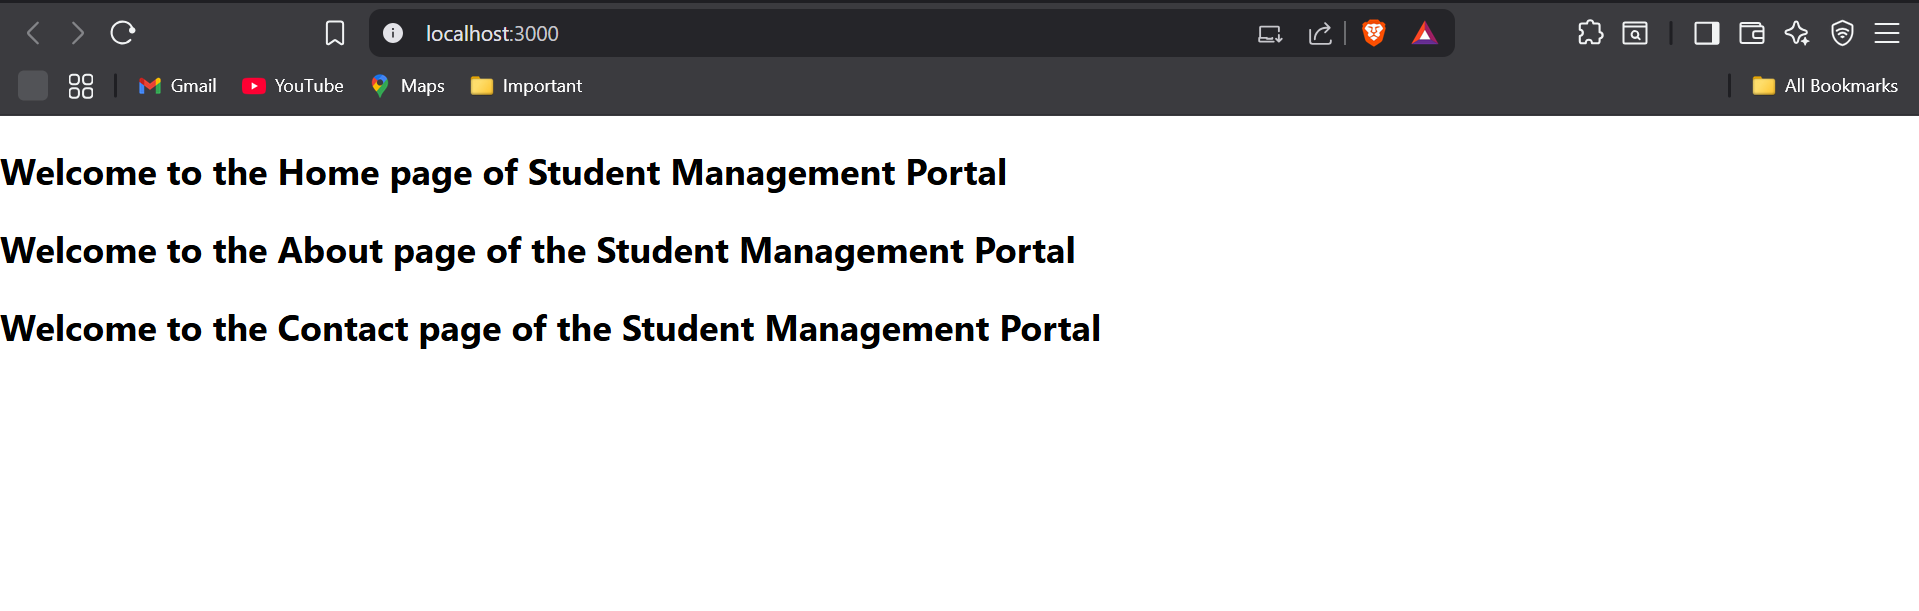 localhost:3000
Gmail YouTube Maps Important All Bookmarks
Welcome to the Home page of Student Management Portal
Welcome to the About page of the Student Management Portal
Welcome to the Contact page of the Student Management Portal